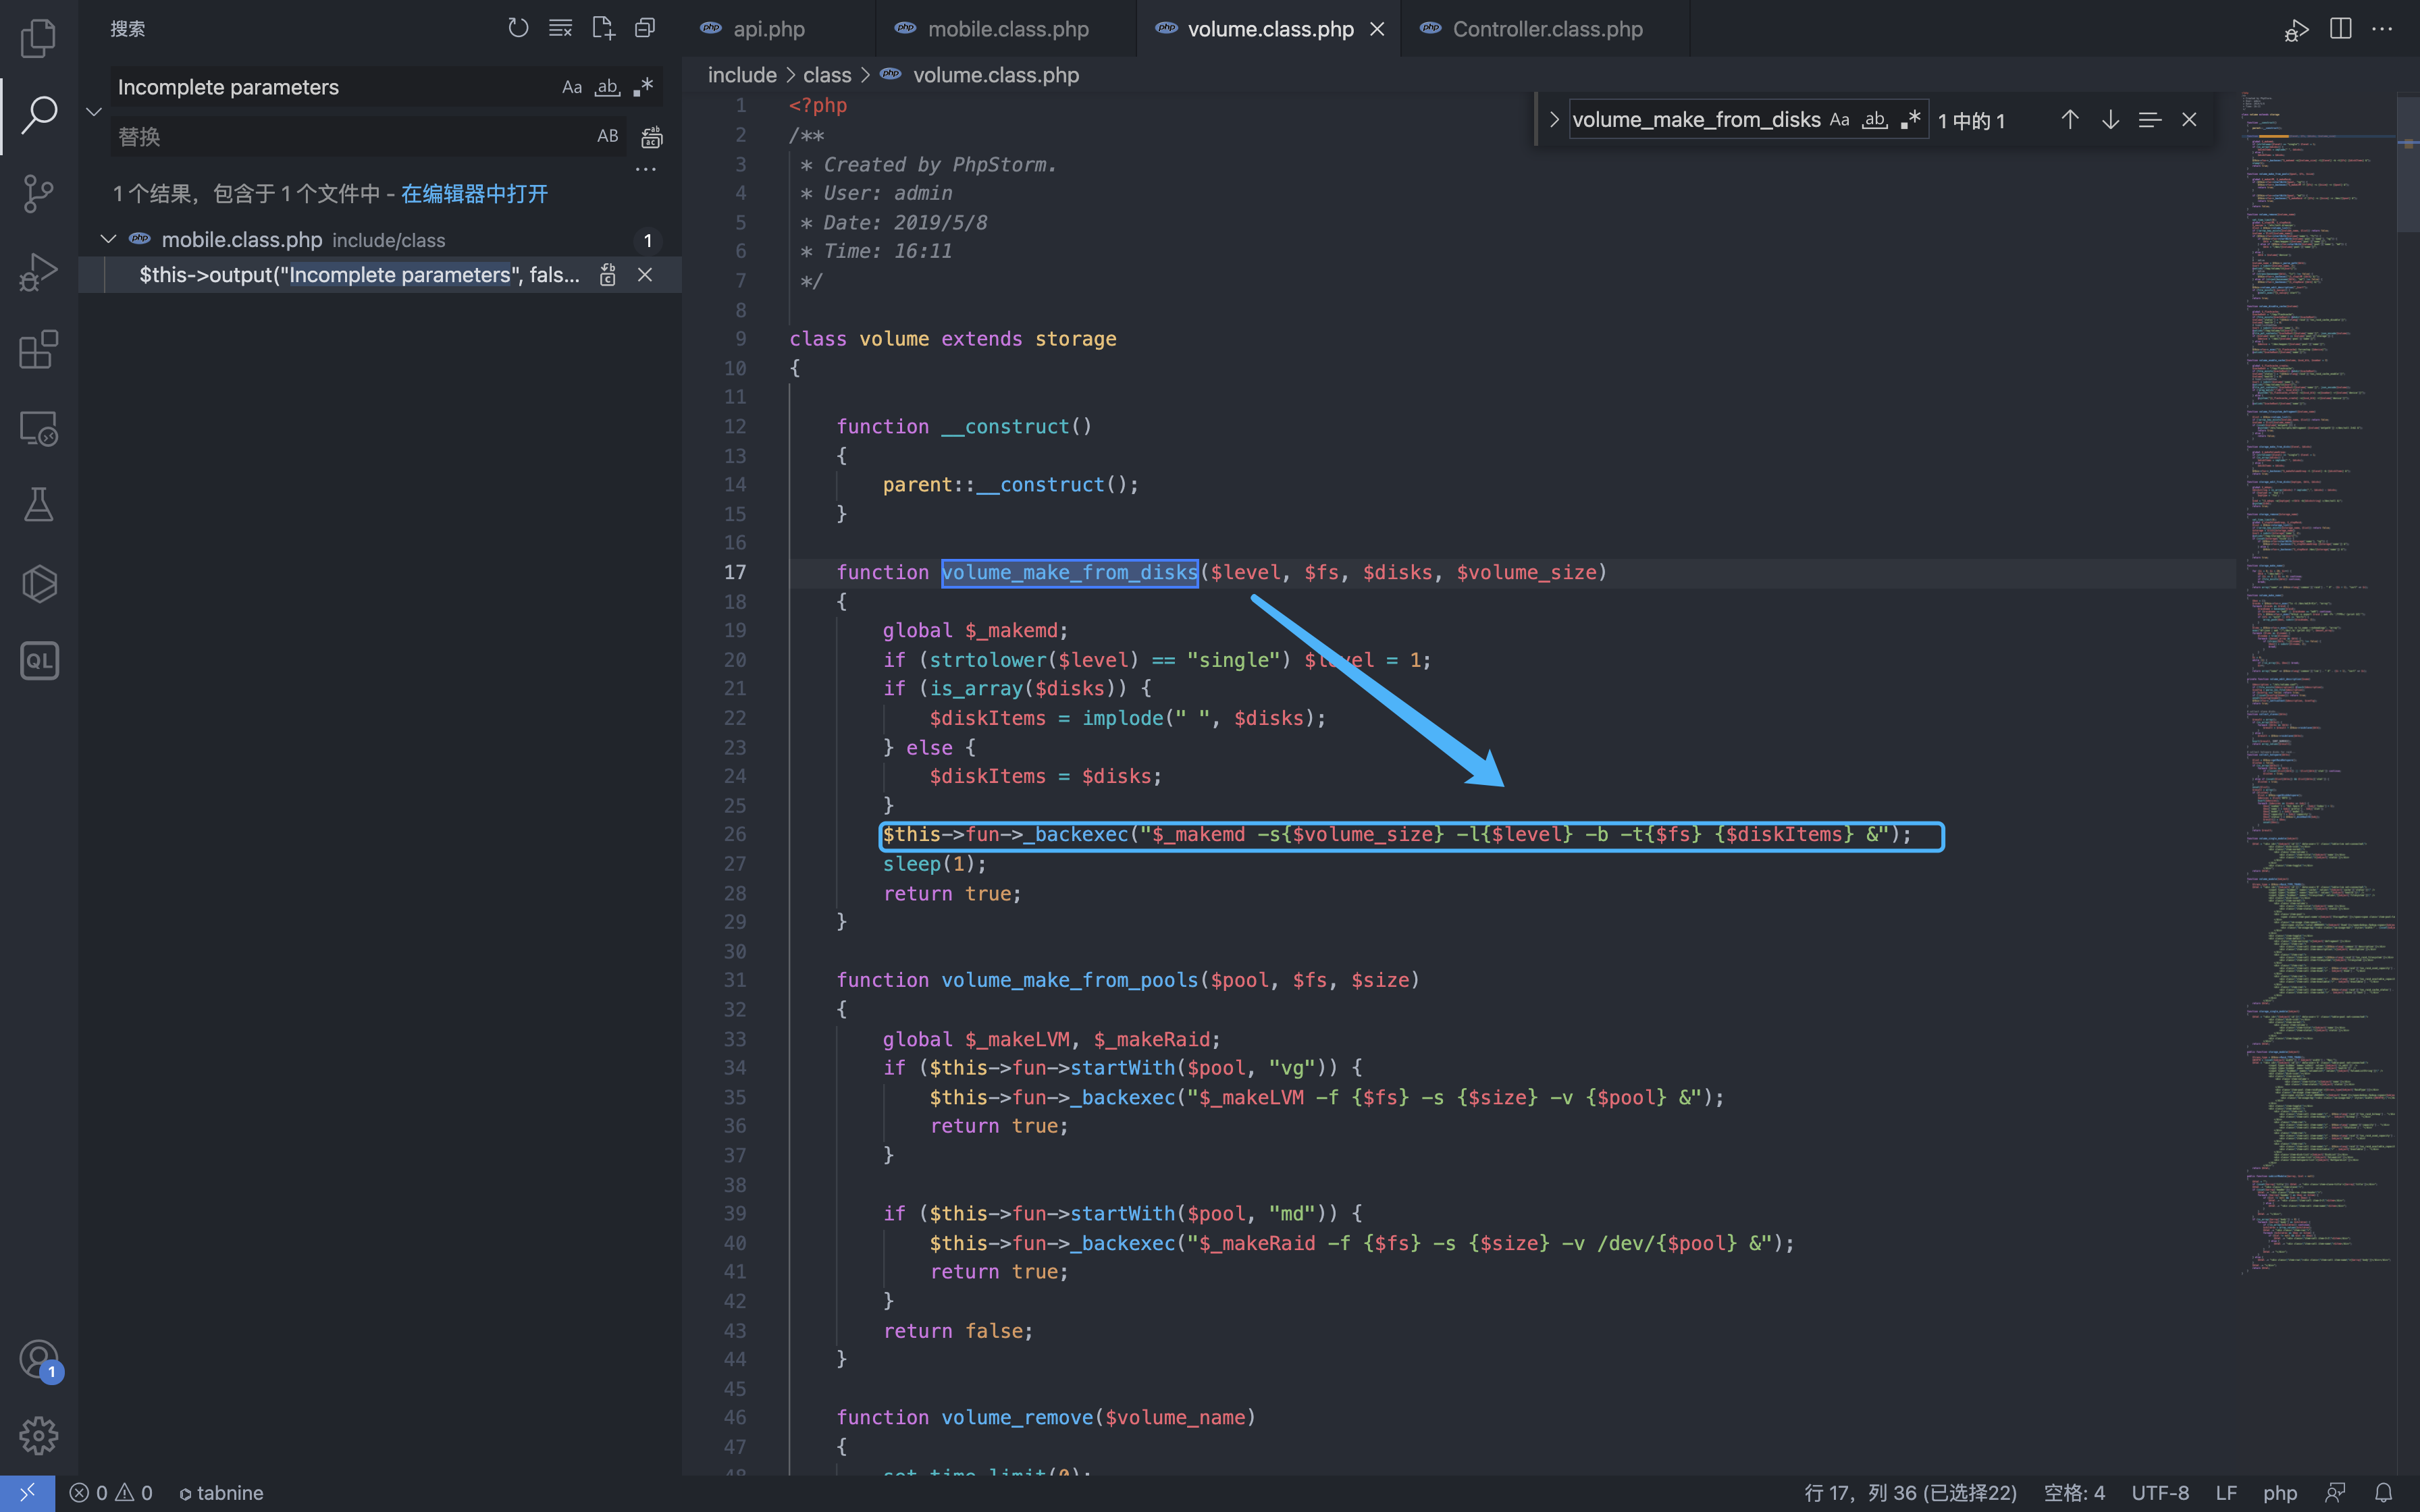 搜索
Incomplete parameters
Aa ab .*
替换
AB
1 个结果，包含于 1 个文件中 - 在编辑器中打开
mobile.class.php include/class 1
$this->output("Incomplete parameters", fals...
QL
1
api.php mobile.class.php volume.class.php Controller.class.php
include > class > volume.class.php
volume_make_from_disks Aa ab .* 1 中的 1
1 <?php
2 /**
3 * Created by PhpStorm.
4 * User: admin
5 * Date: 2019/5/8
6 * Time: 16:11
7 */
8
9 class volume extends storage
10 {
11
12 function __construct()
13 {
14 parent::__construct();
15 }
16
17 function volume_make_from_disks($level, $fs, $disks, $volume_size)
18 {
19 global $_makemd;
20 if (strtolower($level) == "single") $level = 1;
21 if (is_array($disks)) {
22 $diskItems = implode(" ", $disks);
23 } else {
24 $diskItems = $disks;
25 }
26 $this->fun->_backexec("$_makemd -s{$volume_size} -l{$level} -b -t{$fs} {$diskItems} &");
27 sleep(1);
28 return true;
29 }
30
31 function volume_make_from_pools($pool, $fs, $size)
32 {
33 global $_makeLVM, $_makeRaid;
34 if ($this->fun->startWith($pool, "vg")) {
35 $this->fun->_backexec("$_makeLVM -f {$fs} -s {$size} -v {$pool} &");
36 return true;
37 }
38
39 if ($this->fun->startWith($pool, "md")) {
40 $this->fun->_backexec("$_makeRaid -f {$fs} -s {$size} -v /dev/{$pool} &");
41 return true;
42 }
43 return false;
44 }
45
46 function volume_remove($volume_name)
47 {
48 set_time_limit(0);
0 0 tabnine 行 17，列 36 (已选择22) 空格: 4 UTF-8 LF php